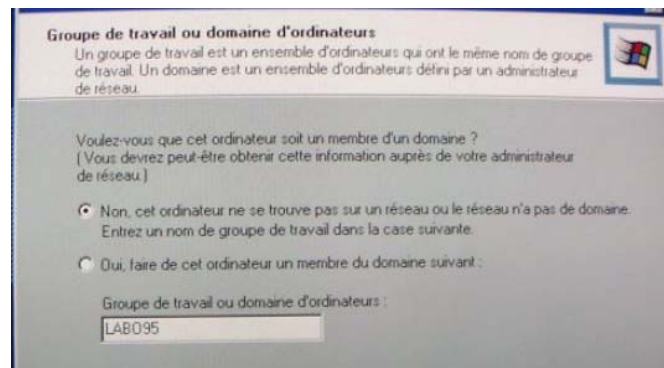 Groupe de travail ou domaine d'ordinateurs
Un groupe de travail est un ensemble d'ordinateurs qui ont le même nom de groupe
de travail. Un domaine est un ensemble d'ordinateurs défini par un administrateur
de réseau.
Voulez-vous que cet ordinateur soit un membre d'un domaine ?
(Vous devrez peut-être obtenir cette information auprès de votre administrateur
de réseau.)
Non, cet ordinateur ne se trouve pas sur un réseau ou le réseau n'a pas de domaine.
Entrez un nom de groupe de travail dans la case suivante.
Oui, faire de cet ordinateur un membre du domaine suivant :
Groupe de travail ou domaine d'ordinateurs :
LABO95